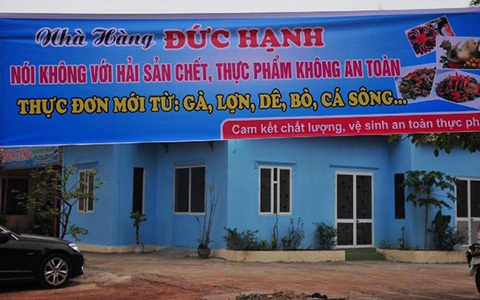 Nhà Hàng ĐỨC HẠNH
NÓI KHÔNG VỚI HẢI SẢN CHẾT, THỰC PHẨM KHÔNG AN TOÀN
THỰC ĐƠN MỚI TỪ: GÀ, LỢN, DÊ, BÒ, CÁ SÔNG...
Cam kết chất lượng, vệ sinh an toàn thực ph